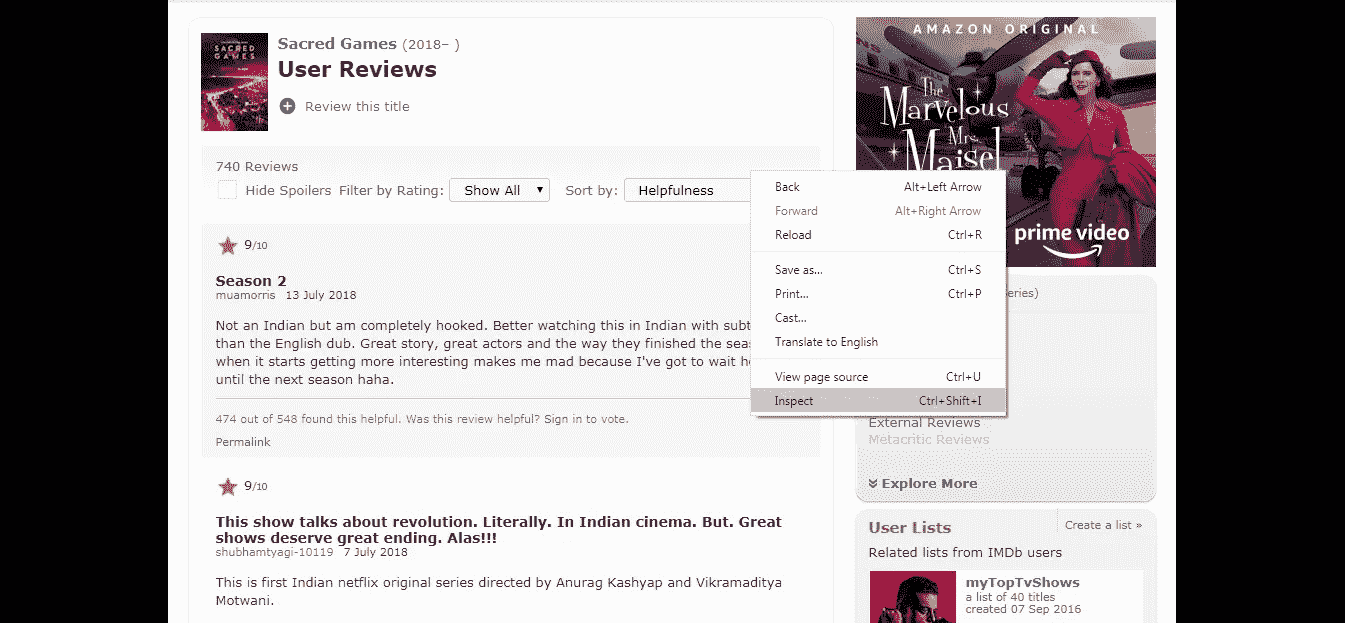 SACRED
GAMES
Sacred Games (2018– )
User Reviews
Review this title
740 Reviews
Hide Spoilers Filter by Rating: Show All Sort by: Helpfulness
9/10
Season 2
muamorris 13 July 2018
Not an Indian but am completely hooked. Better watching this in Indian with subt
than the English dub. Great story, great actors and the way they finished the sea
when it starts getting more interesting makes me mad because I've got to wait h
until the next season haha.
474 out of 548 found this helpful. Was this review helpful? Sign in to vote.
Permalink
9/10
This show talks about revolution. Literally. In Indian cinema. But. Great
shows deserve great ending. Alas!!!
shubhamtyagi-10119 7 July 2018
This is first Indian netflix original series directed by Anurag Kashyap and Vikramaditya
Motwani.
Back Alt+Left Arrow
Forward Alt+Right Arrow
Reload Ctrl+R
Save as... Ctrl+S
Print... Ctrl+P
Cast...
Translate to English
View page source Ctrl+U
Inspect Ctrl+Shift+I
AMAZON ORIGINAL
The
Marvelous
Mrs.
Maisel
prime video
eries)
External Reviews
Metacritic Reviews
Explore More
User Lists
Create a list »
Related lists from IMDb users
myTopTvShows
a list of 40 titles
created 07 Sep 2016